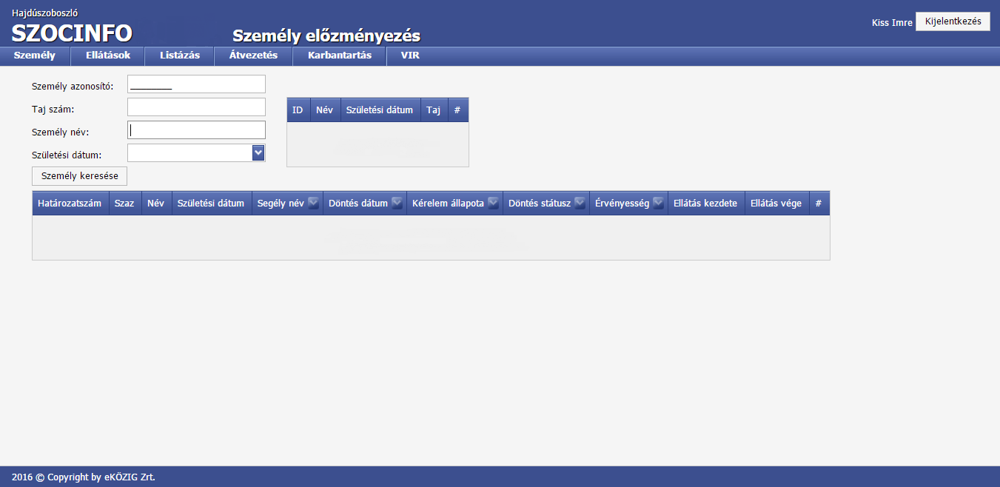 Hajdúszoboszló
SZOCINFO
Személy előzményezés
Kiss Imre
Kijelentkezés
Személy Ellátások Listázás Átvezetés Karbantartás VIR
Személy azonosító: ________
Taj szám:
Személy név:
Születési dátum:
Személy keresése
ID Név Születési dátum Taj #
Határozatszám Szaz Név Születési dátum Segély név Döntés dátum Kérelem állapota Döntés státusz Érvényesség Ellátás kezdete Ellátás vége #
2016 © Copyright by eKÖZIG Zrt.